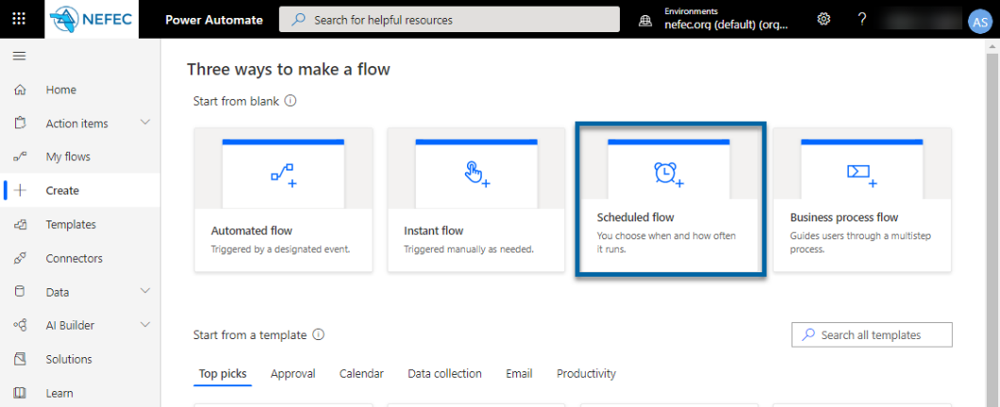 NEFEC
Power Automate
Search for helpful resources
Environments
nefec.org (default) (org...
?
AS
Home
Action items
My flows
Create
Templates
Connectors
Data
AI Builder
Solutions
Learn
Three ways to make a flow
Start from blank
Automated flow
Triggered by a designated event.
Instant flow
Triggered manually as needed.
Scheduled flow
You choose when and how often
it runs.
Business process flow
Guides users through a multistep
process.
Start from a template
Search all templates
Top picks
Approval
Calendar
Data collection
Email
Productivity